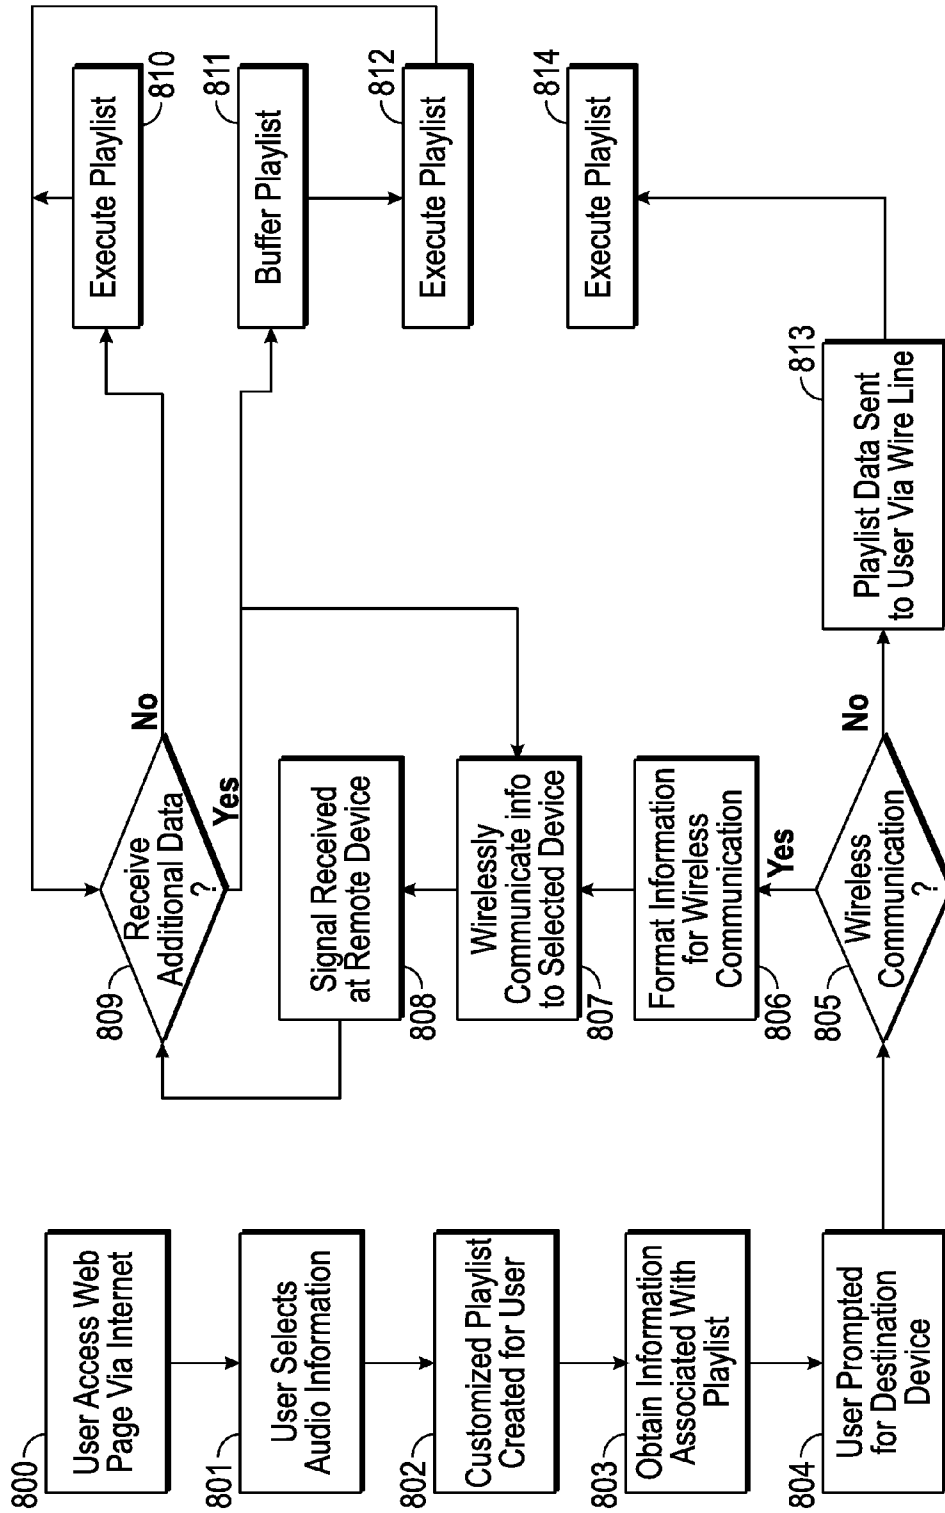 800
User Access Web
Page Via Internet
801
User Selects
Audio Information
802
Customized Playlist
Created for User
803
Obtain Information
Associated With
Playlist
804
User Prompted
for Destination
Device
805
Wireless
Communication
?
Yes
No
806
Format Information
for Wireless
Communication
807
Wirelessly
Communicate info
to Selected Device
808
Signal Received
at Remote Device
809
Receive
Additional Data
?
Yes
No
810
Execute Playlist
811
Buffer Playlist
812
Execute Playlist
813
Playlist Data Sent
to User Via Wire Line
814
Execute Playlist